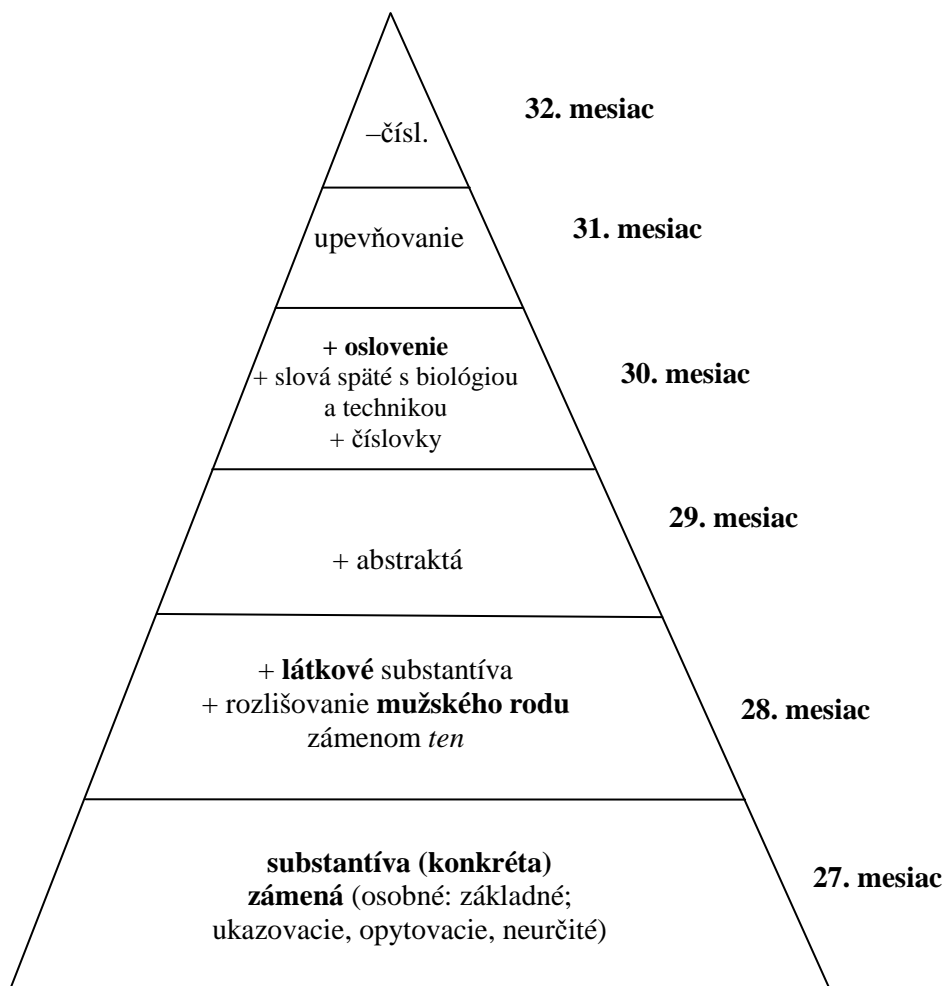 32. mesiac
–čísl.
31. mesiac
upevňovanie
+ oslovenie
+ slová späté s biológiou
a technikou
+ číslovky
30. mesiac
29. mesiac
+ abstraktá
+ látkové substantíva
+ rozlišovanie mužského rodu
zámenom ten
28. mesiac
substantíva (konkréta)
zámená (osobné: základné;
ukazovacie, opytovacie, neurčité)
27. mesiac